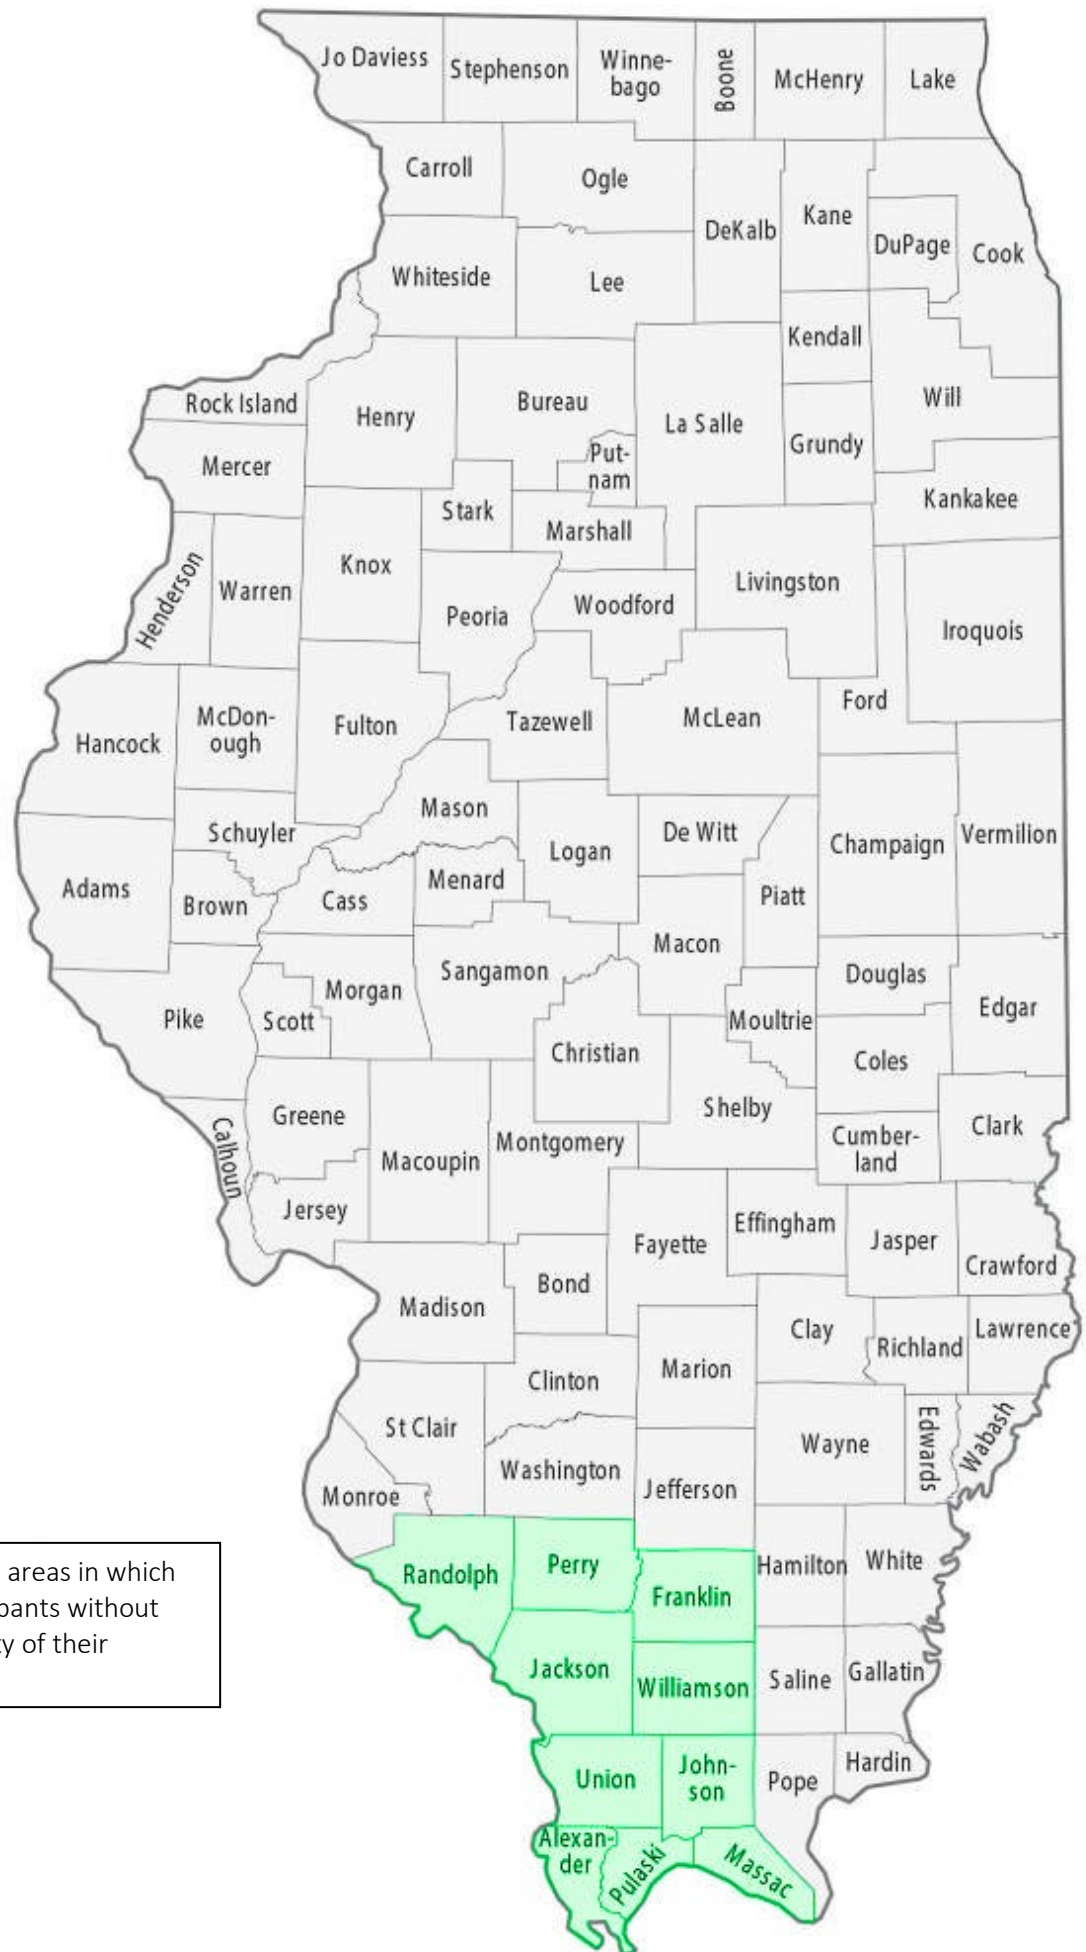 Jo Daviess
Stephenson
Winne-
bago
Boone
McHenry
Lake
Carroll
Ogle
DeKalb
Kane
DuPage
Cook
Whiteside
Lee
Kendall
Rock Island
Henry
Bureau
La Salle
Grundy
Will
Mercer
Put-
nam
Kankakee
Stark
Marshall
Henderson
Warren
Knox
Peoria
Woodford
Livingston
Iroquois
Hancock
McDon-
ough
Fulton
Tazewell
McLean
Ford
Schuyler
Mason
Logan
De Witt
Champaign
Vermilion
Adams
Brown
Cass
Menard
Piatt
Macon
Pike
Scott
Morgan
Sangamon
Christian
Moultrie
Douglas
Edgar
Coles
Greene
Shelby
Calhoun
Macoupin
Montgomery
Cumber-
land
Clark
Jersey
Fayette
Effingham
Jasper
Crawford
Madison
Bond
Clay
Richland
Lawrence
Clinton
Marion
St Clair
Washington
Wayne
Edwards
Wabash
Monroe
Jefferson
Randolph
Perry
Franklin
Hamilton
White
areas in which
pants without
y of their
Jackson
Williamson
Saline
Gallatin
Union
John-
son
Pope
Hardin
Alexan-
der
Pulaski
Massac